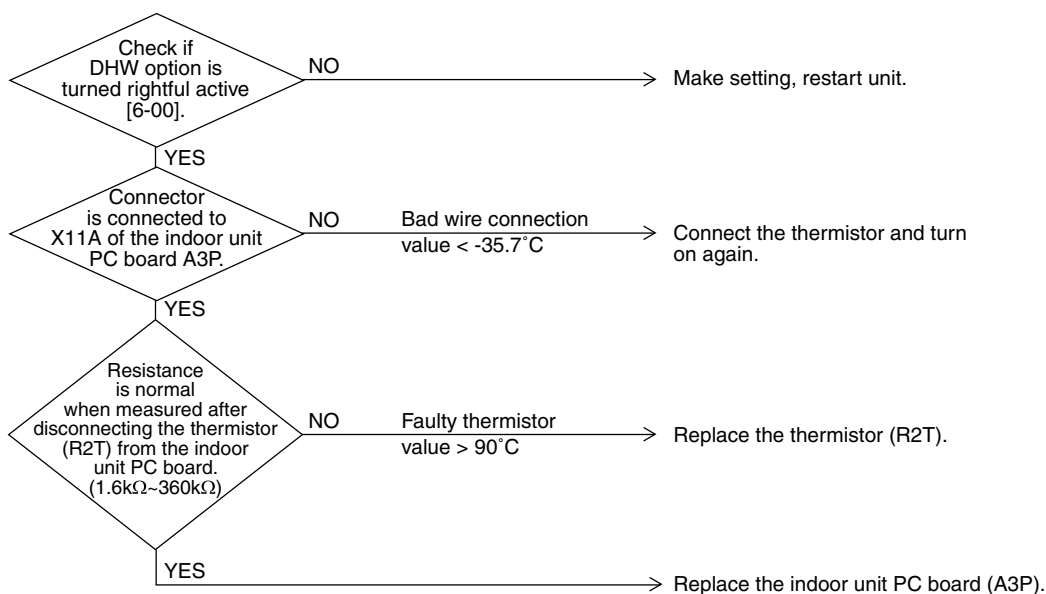 Check if
DHW option is
turned rightful active
[6-00].
NO
Make setting, restart unit.
YES
Connector
is connected to
X11A of the indoor unit
PC board A3P.
NO
Bad wire connection
value < -35.7˚C
Connect the thermistor and turn
on again.
YES
Resistance
is normal
when measured after
disconnecting the thermistor
(R2T) from the indoor
unit PC board.
(1.6kΩ~360kΩ)
NO
Faulty thermistor
value > 90˚C
Replace the thermistor (R2T).
YES
Replace the indoor unit PC board (A3P).